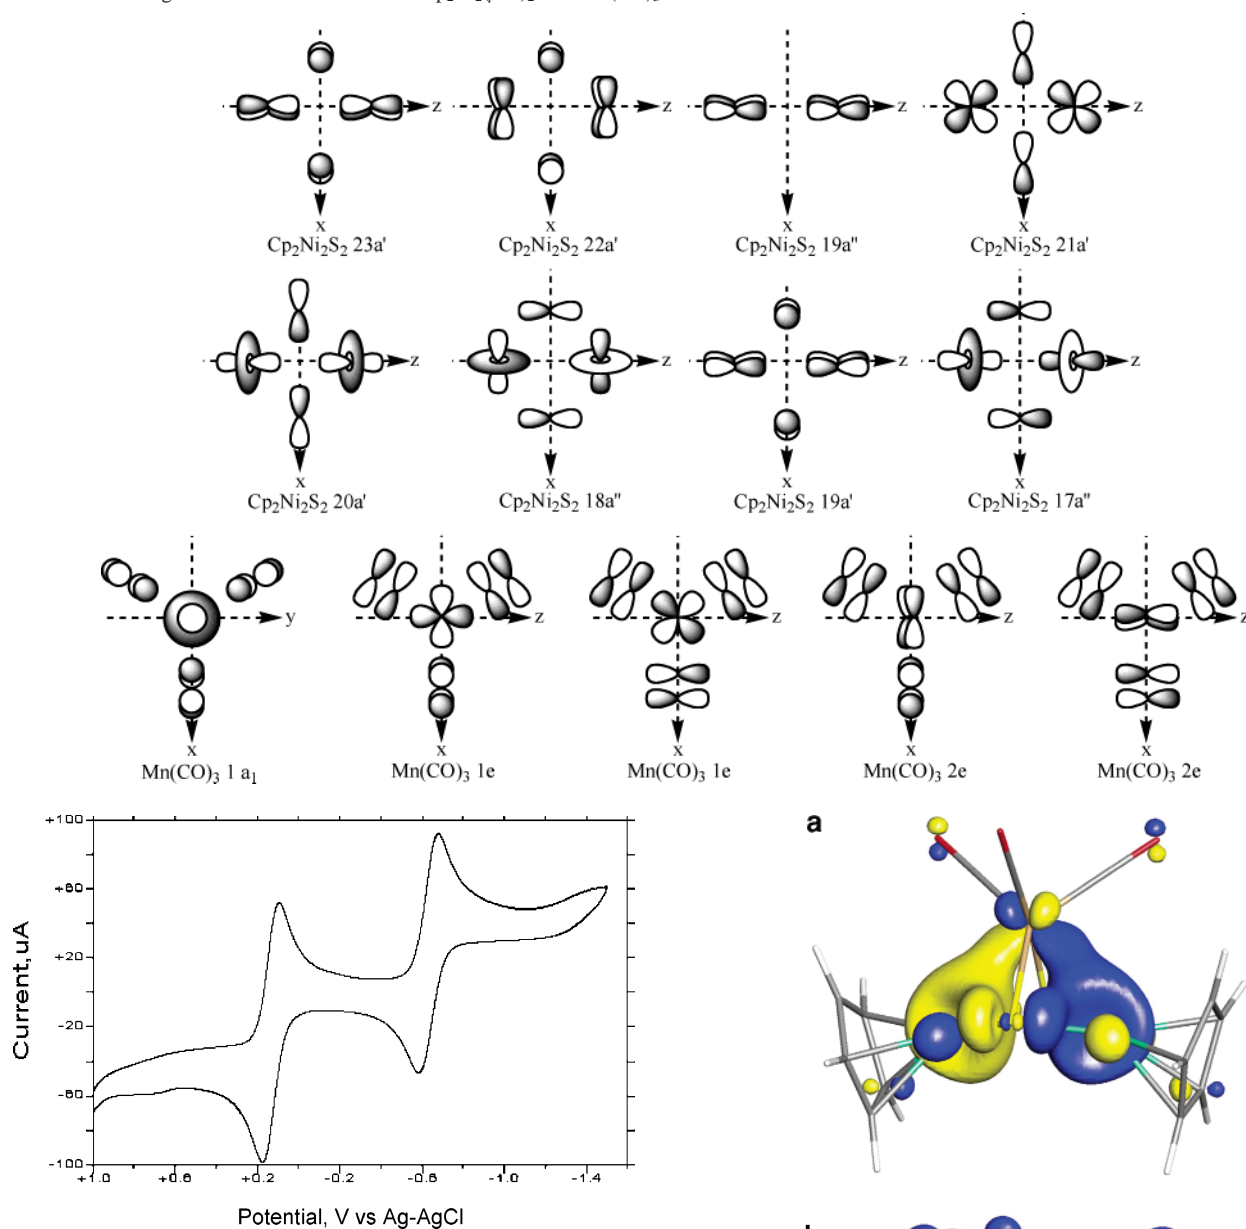 z z z z
x x x x
Cp2Ni2S2 23a' Cp2Ni2S2 22a' Cp2Ni2S2 19a" Cp2Ni2S2 21a'
z z z z
x x x x
Cp2Ni2S2 20a' Cp2Ni2S2 18a" Cp2Ni2S2 19a' Cp2Ni2S2 17a"
y z z z z
x x x x x
Mn(CO)3 1 a1 Mn(CO)3 1e Mn(CO)3 1e Mn(CO)3 2e Mn(CO)3 2e
+100
+60
+20
-20
-60
-100
Current, uA
+1.0 +0.6 +0.2 -0.2 -0.6 -1.0 -1.4
Potential, V vs Ag-AgCl
a